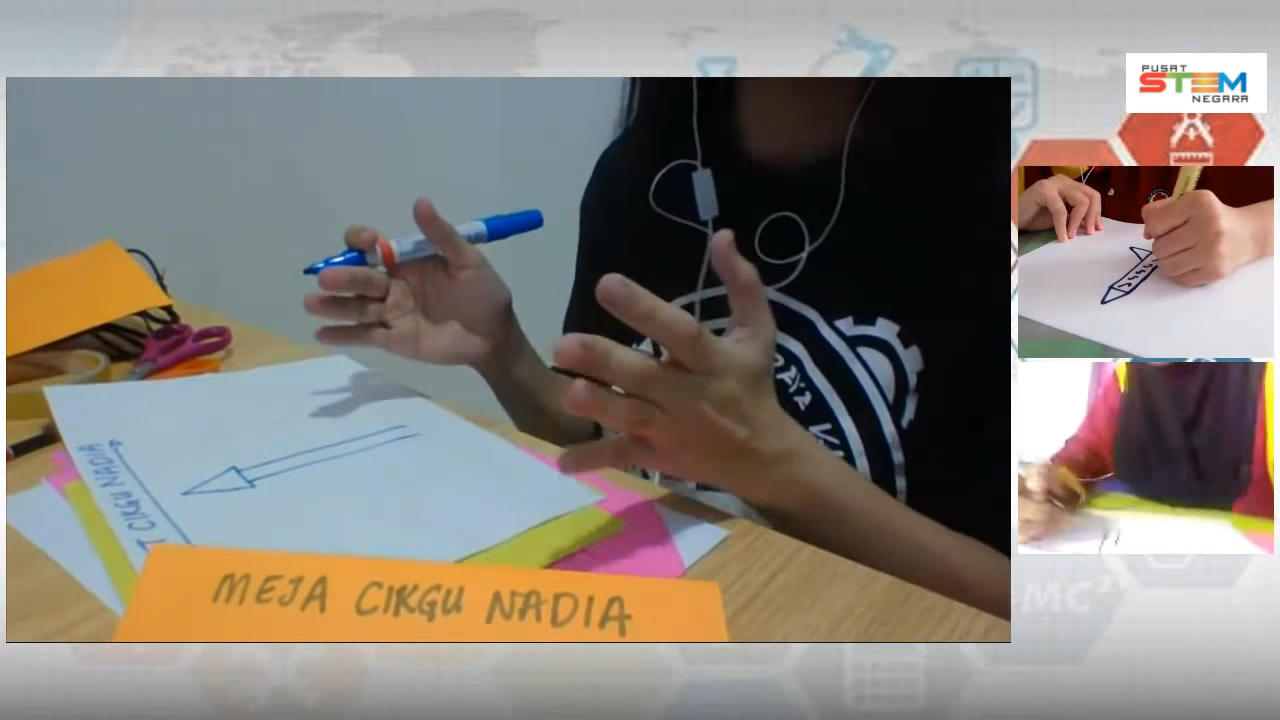 PUSAT
STEM
NEGARA
CIKGU NADIA
MEJA CIKGU NADIA